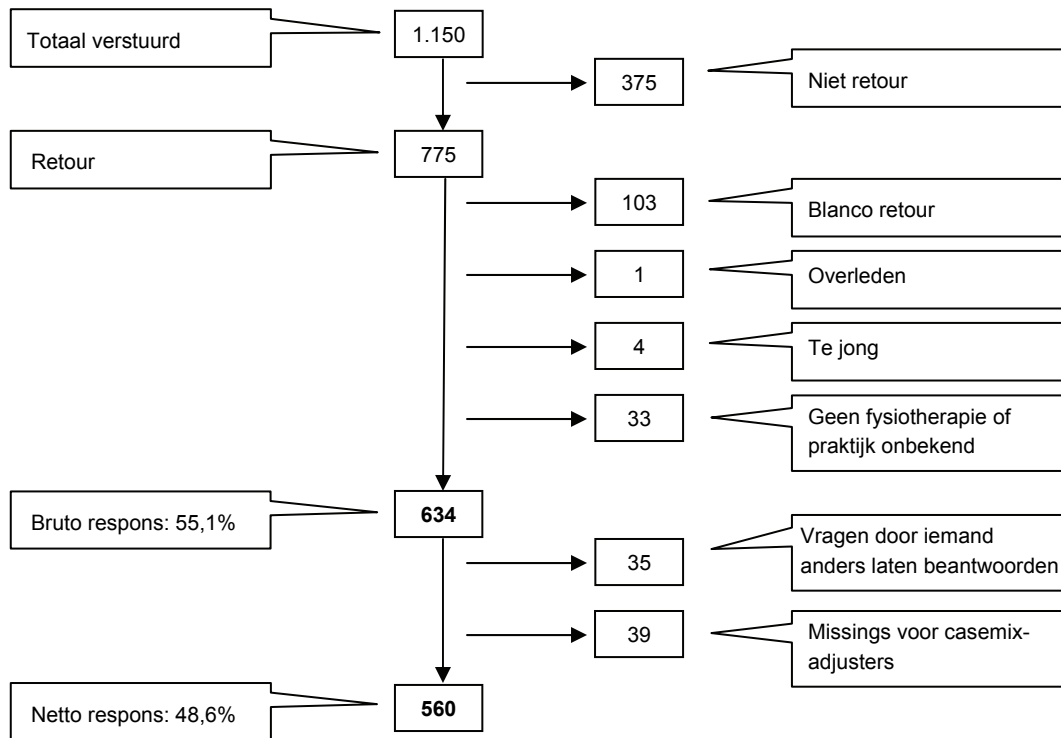 Totaal verstuurd
1.150
375
Niet retour
Retour
775
103
Blanco retour
1
Overleden
4
Te jong
33
Geen fysiotherapie of
praktijk onbekend
Bruto respons: 55,1%
634
35
Vragen door iemand
anders laten beantwoorden
39
Missings voor casemix-
adjusters
Netto respons: 48,6%
560